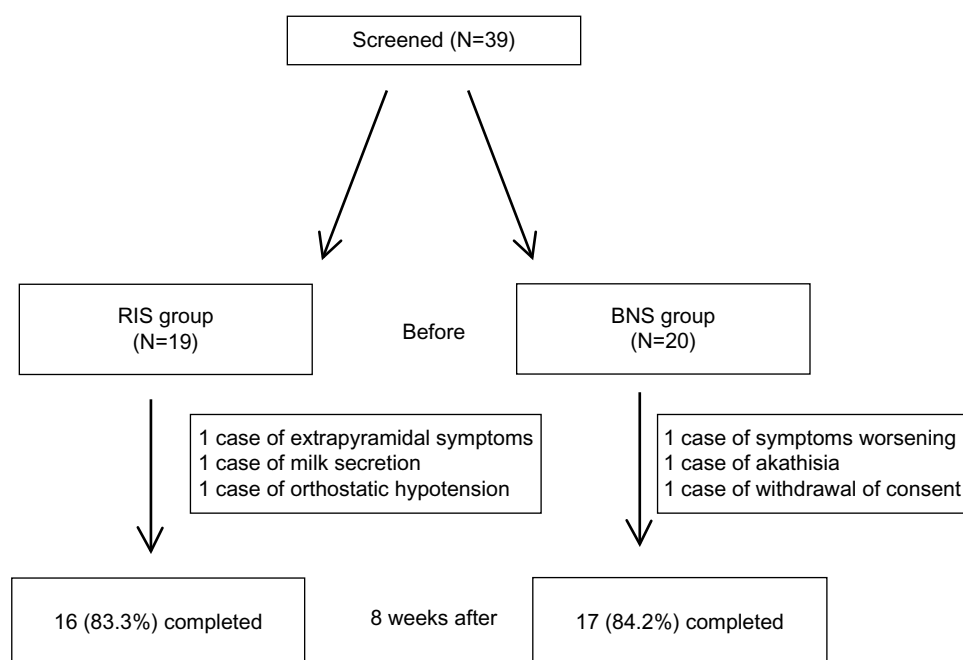 Screened (N=39)
RIS group
(N=19)
Before
BNS group
(N=20)
1 case of extrapyramidal symptoms
1 case of milk secretion
1 case of orthostatic hypotension
1 case of symptoms worsening
1 case of akathisia
1 case of withdrawal of consent
16 (83.3%) completed
8 weeks after
17 (84.2%) completed